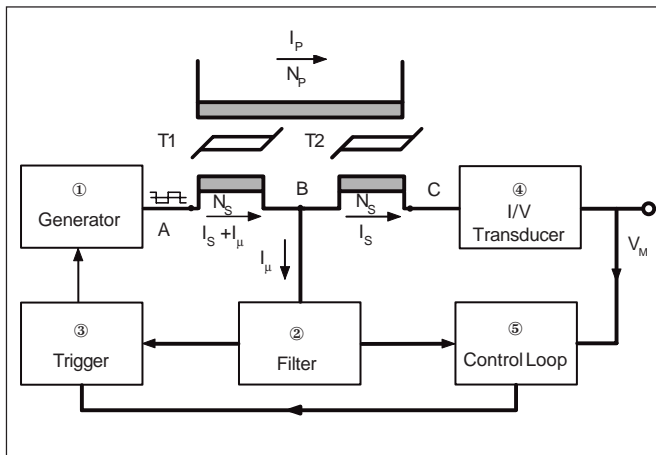 I_P
N_P
T1
T2
①
Generator
A
N_S
I_S + I_μ
B
N_S
I_S
C
④
I/V
Transducer
V_M
I_μ
③
Trigger
②
Filter
⑤
Control Loop